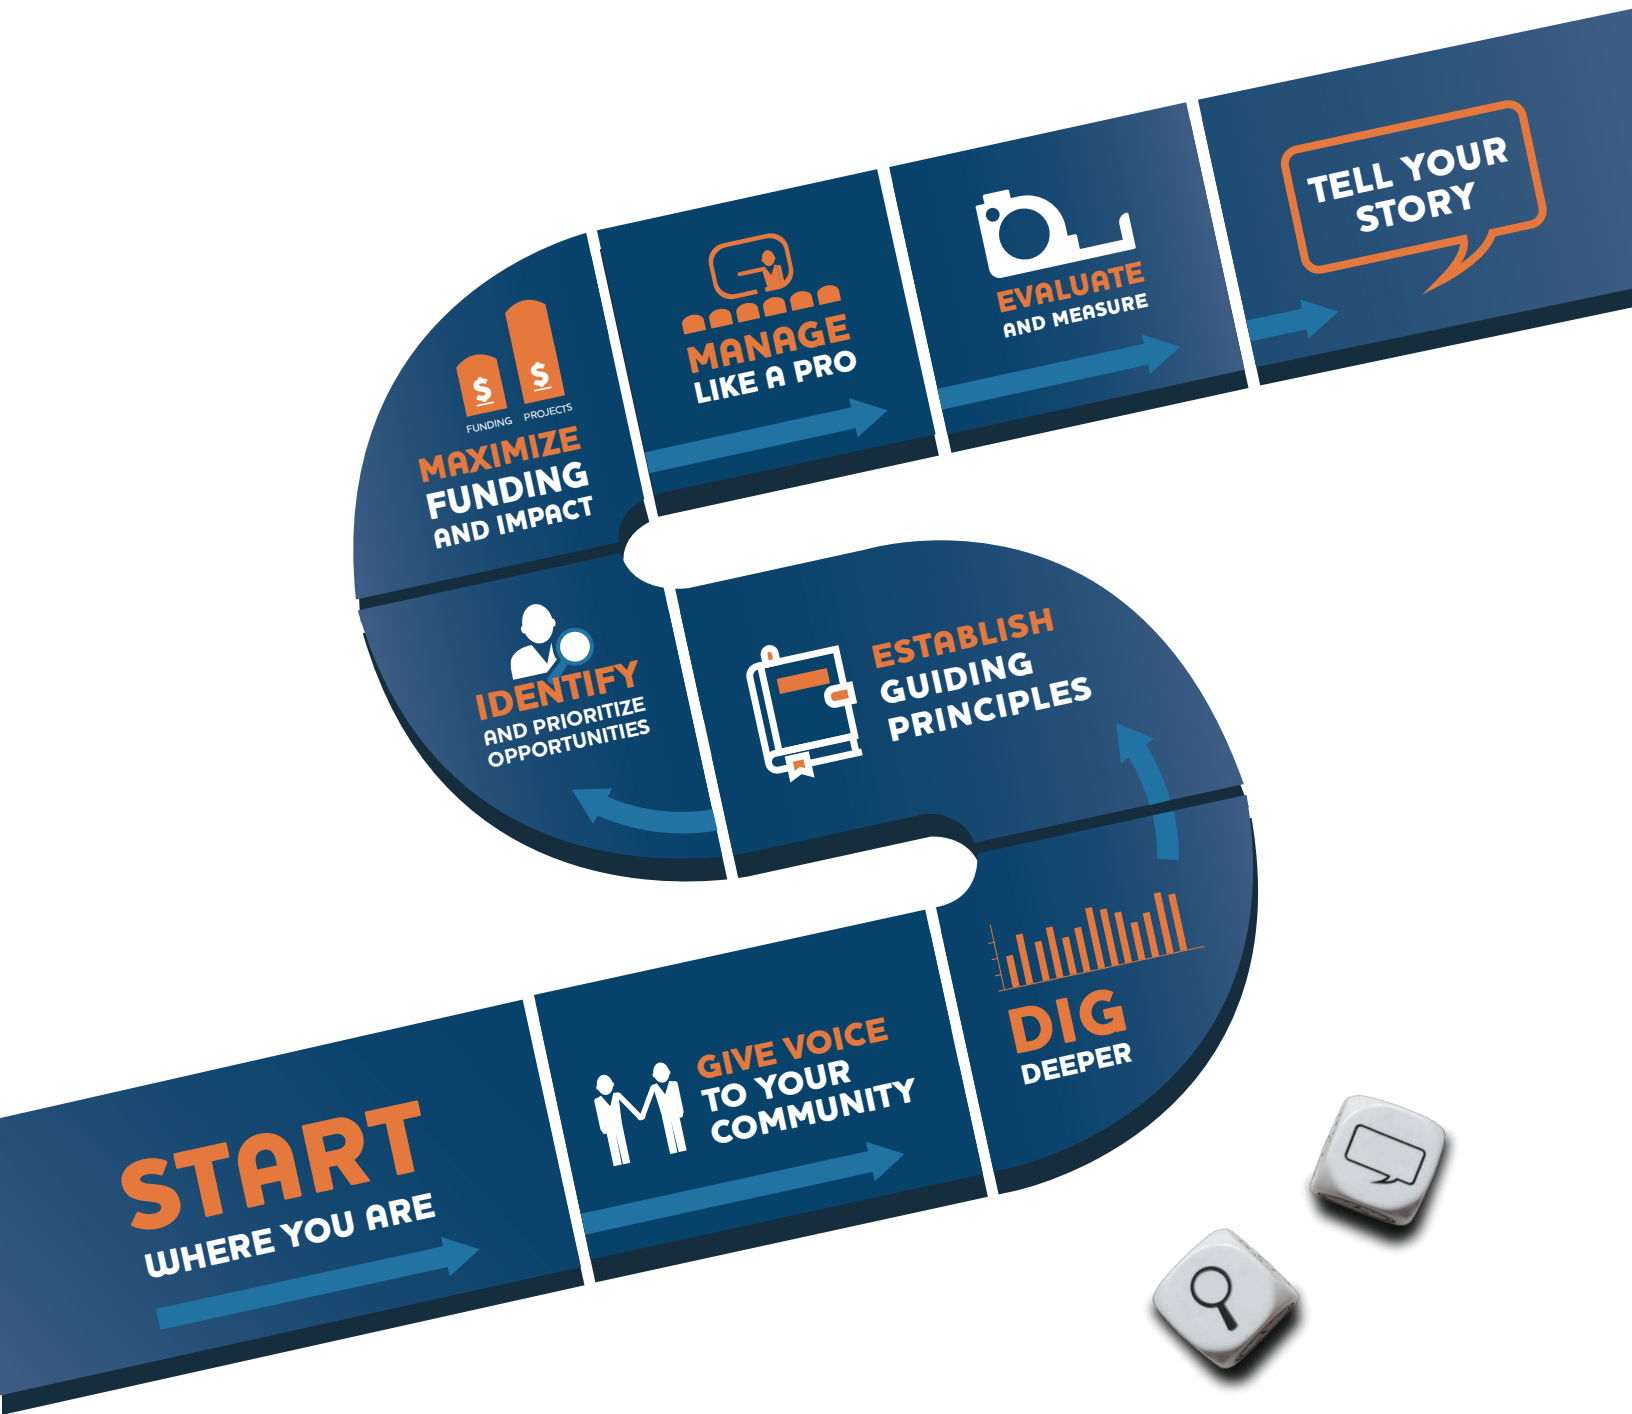 START
WHERE YOU ARE
GIVE VOICE
TO YOUR
COMMUNITY
DIG
DEEPER
ESTABLISH
GUIDING
PRINCIPLES
IDENTIFY
AND PRIORITIZE
OPPORTUNITIES
$ $
FUNDING PROJECTS
MAXIMIZE
FUNDING
AND IMPACT
MANAGE
LIKE A PRO
EVALUATE
AND MEASURE
TELL YOUR
STORY